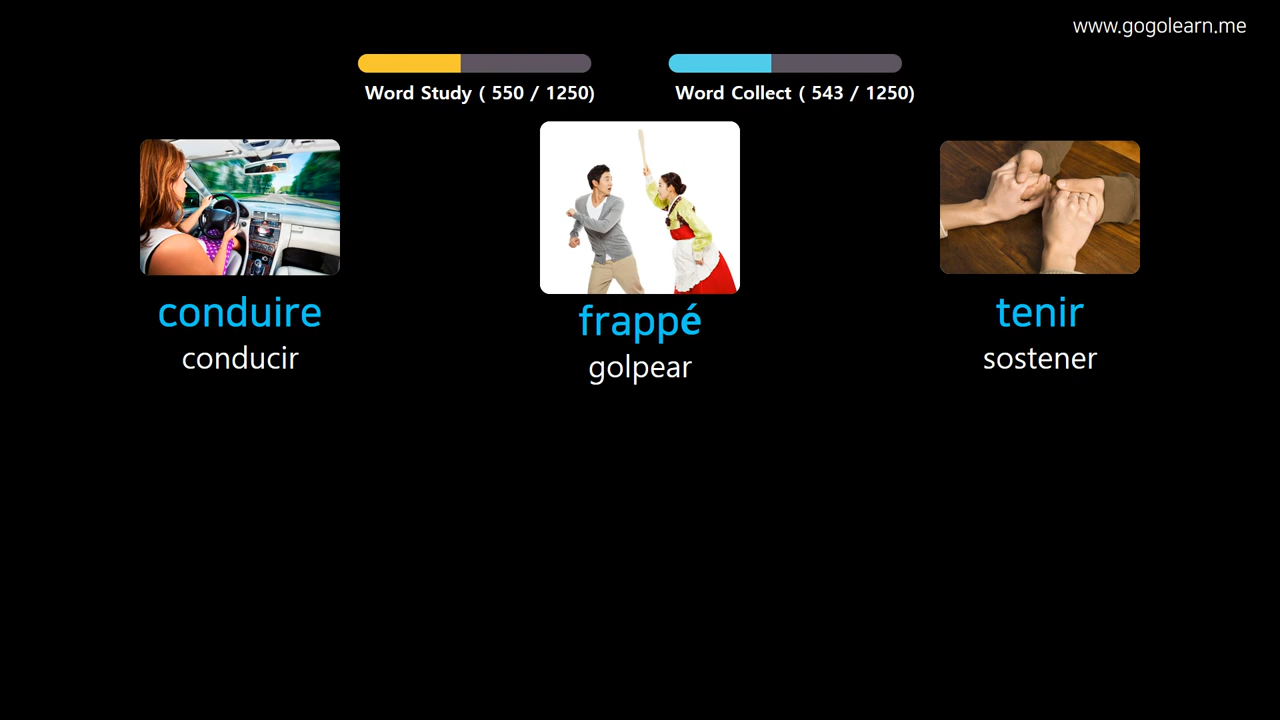 www.gogolearn.me
Word Study ( 550 / 1250)
Word Collect ( 543 / 1250)
conduire
conducir
frappé
golpear
tenir
sostener